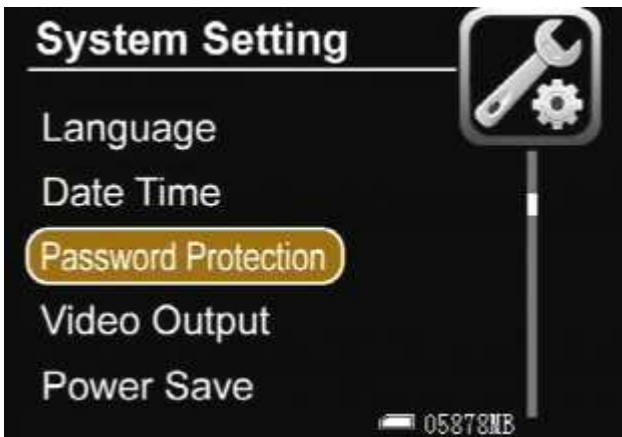 System Setting
Language
Date Time
Password Protection
Video Output
Power Save
05878MB